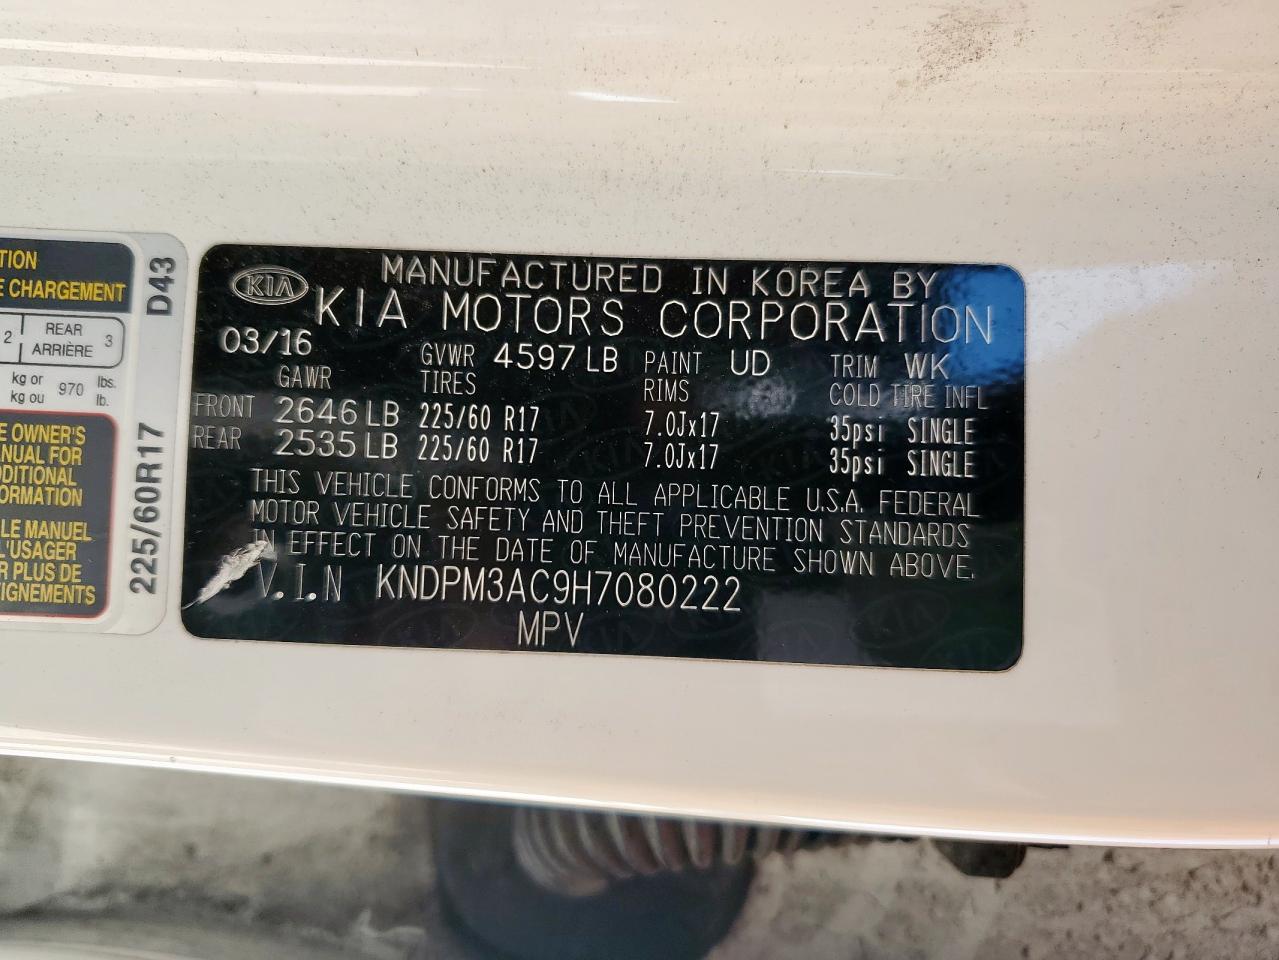 TION
E CHARGEMENT
2 REAR 3
ARRIÈRE
kg or 970 lbs.
kg ou lb.
E OWNER'S
NUAL FOR
DDITIONAL
FORMATION
LE MANUEL
L'USAGER
R PLUS DE
EIGNEMENTS
D43
225/60R17
KIA
MANUFACTURED IN KOREA BY
KIA MOTORS CORPORATION
03/16 GVWR 4597 LB PAINT UD TRIM WK
GAWR TIRES RIMS COLD TIRE INFL
FRONT 2646 LB 225/60 R17 7.0Jx17 35psi SINGLE
REAR 2535 LB 225/60 R17 7.0Jx17 35psi SINGLE
THIS VEHICLE CONFORMS TO ALL APPLICABLE U.S.A. FEDERAL
MOTOR VEHICLE SAFETY AND THEFT PREVENTION STANDARDS
IN EFFECT ON THE DATE OF MANUFACTURE SHOWN ABOVE.
V.I.N KNDPM3AC9H7080222
MPV